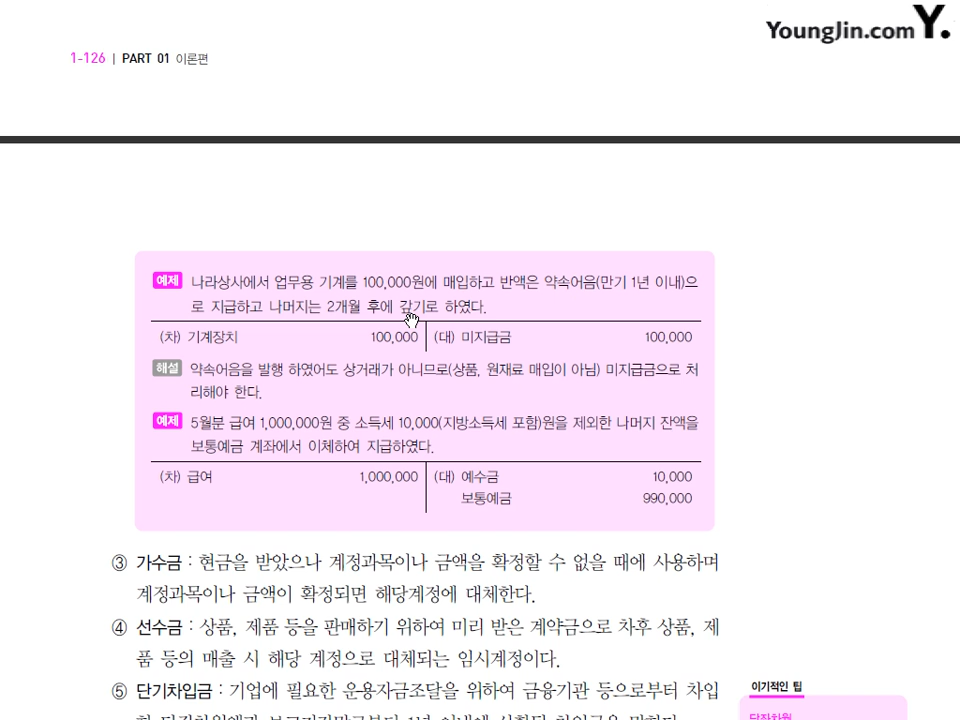 YoungJin.com Y.
1-126 | PART 01 이론편
예제 나라상사에서 업무용 기계를 100,000원에 매입하고 반액은 약속어음(만기 1년 이내)으
로 지급하고 나머지는 2개월 후에 갚기로 하였다.
(차) 기계장치 100,000 (대) 미지급금 100,000
해설 약속어음을 발행 하였어도 상거래가 아니므로(상품, 원재료 매입이 아님) 미지급금으로 처
리해야 한다.
예제 5월분 급여 1,000,000원 중 소득세 10,000(지방소득세 포함)원을 제외한 나머지 잔액을
보통예금 계좌에서 이체하여 지급하였다.
(차) 급여 1,000,000 (대) 예수금 10,000
보통예금 990,000
③ 가수금 : 현금을 받았으나 계정과목이나 금액을 확정할 수 없을 때에 사용하며
계정과목이나 금액이 확정되면 해당계정에 대체한다.
④ 선수금 : 상품, 제품 등을 판매하기 위하여 미리 받은 계약금으로 차후 상품, 제
품 등의 매출 시 해당 계정으로 대체되는 임시계정이다.
이기적인 팁
⑤ 단기차입금 : 기업에 필요한 운용자금조달을 위하여 금융기관 등으로부터 차입
당좌차월